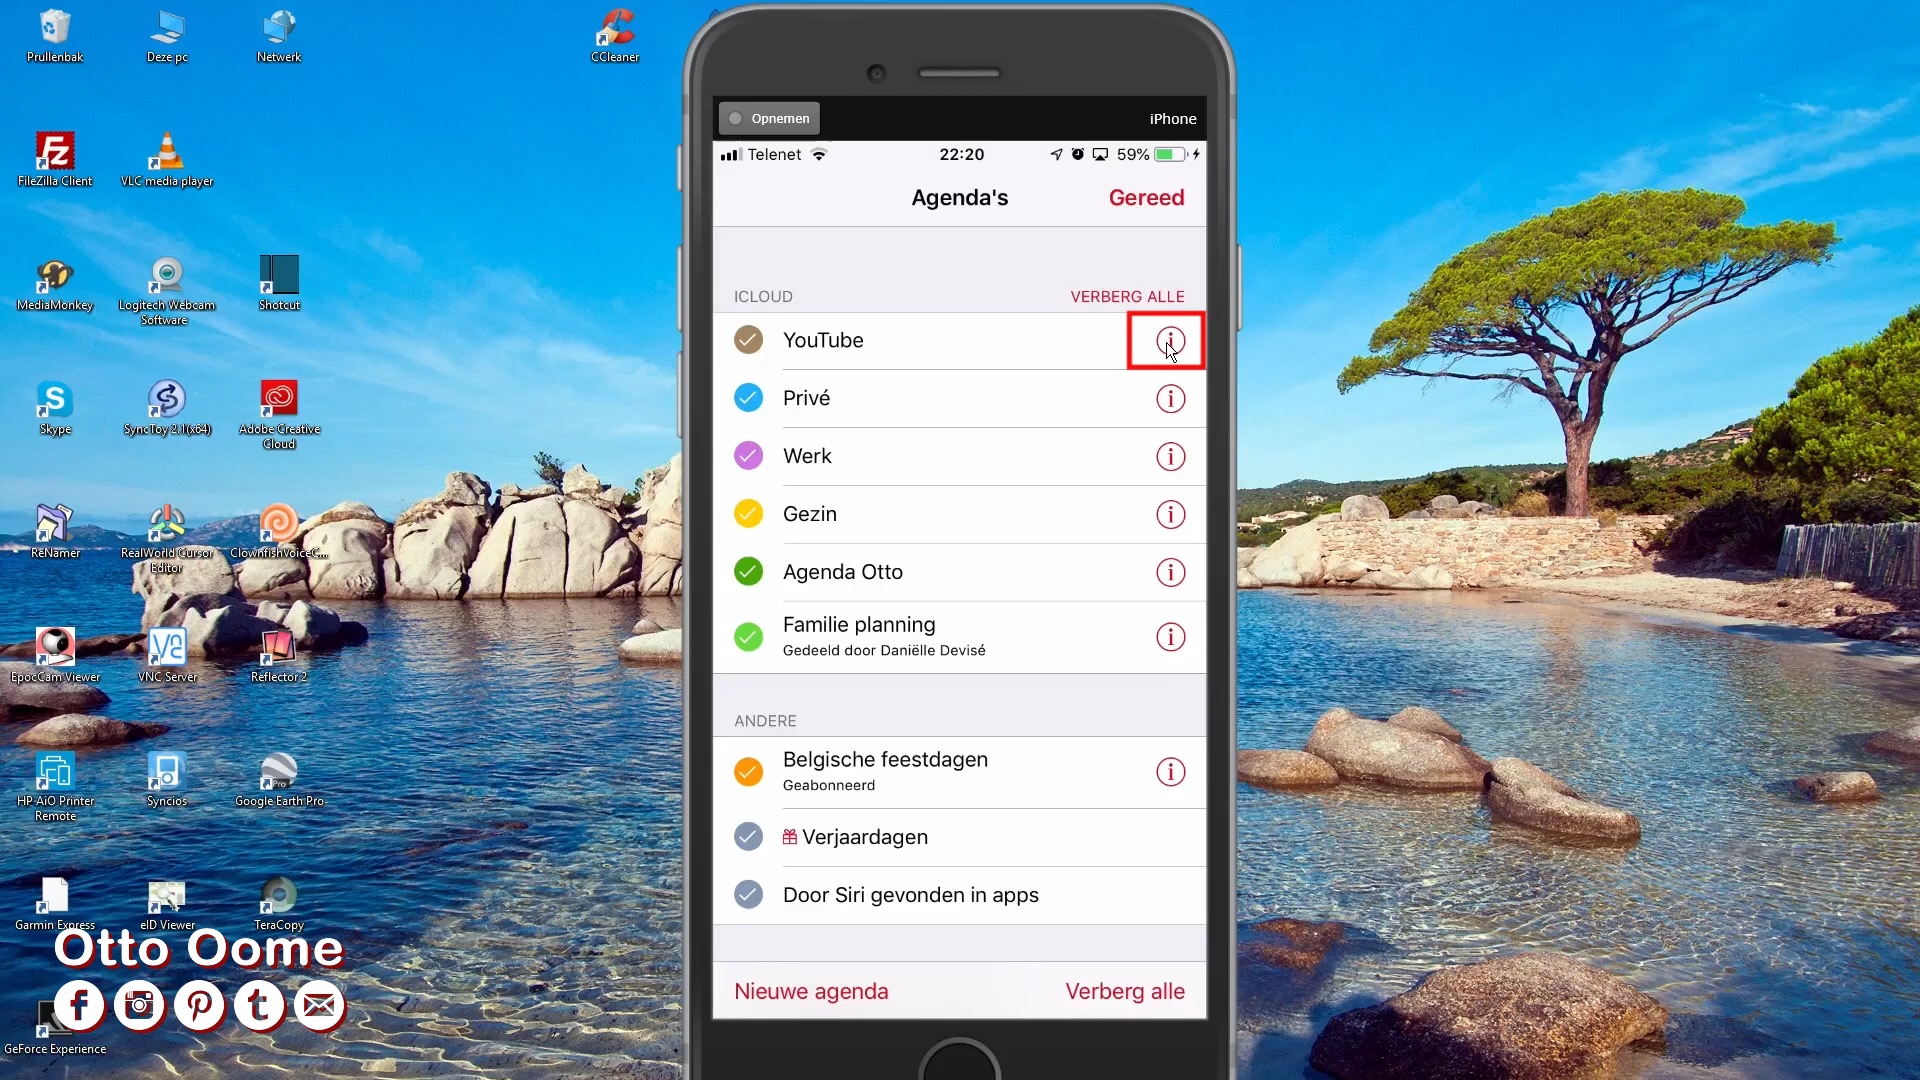 Prullenbak
Deze pc
Netwerk
CCleaner
FileZilla Client
VLC media player
MediaMonkey
Logitech Webcam
Software
Shotcut
Skype
SyncToy 2.1(x64)
Adobe Creative
Cloud
ReNamer
RealWorld Cursor
Editor
ClownfishVoiceC...
EpocCam Viewer
VNC Server
Reflector 2
HP AiO Printer
Remote
Syncios
Google Earth Pro
Garmin Express
eID Viewer
TeraCopy
GeForce Experience
Otto Oome
Opnemen
iPhone
Telenet
22:20
59%
Agenda's
Gereed
ICLOUD
VERBERG ALLE
YouTube
Privé
Werk
Gezin
Agenda Otto
Familie planning
Gedeeld door Daniëlle Devisé
ANDERE
Belgische feestdagen
Geabonneerd
Verjaardagen
Door Siri gevonden in apps
Nieuwe agenda
Verberg alle